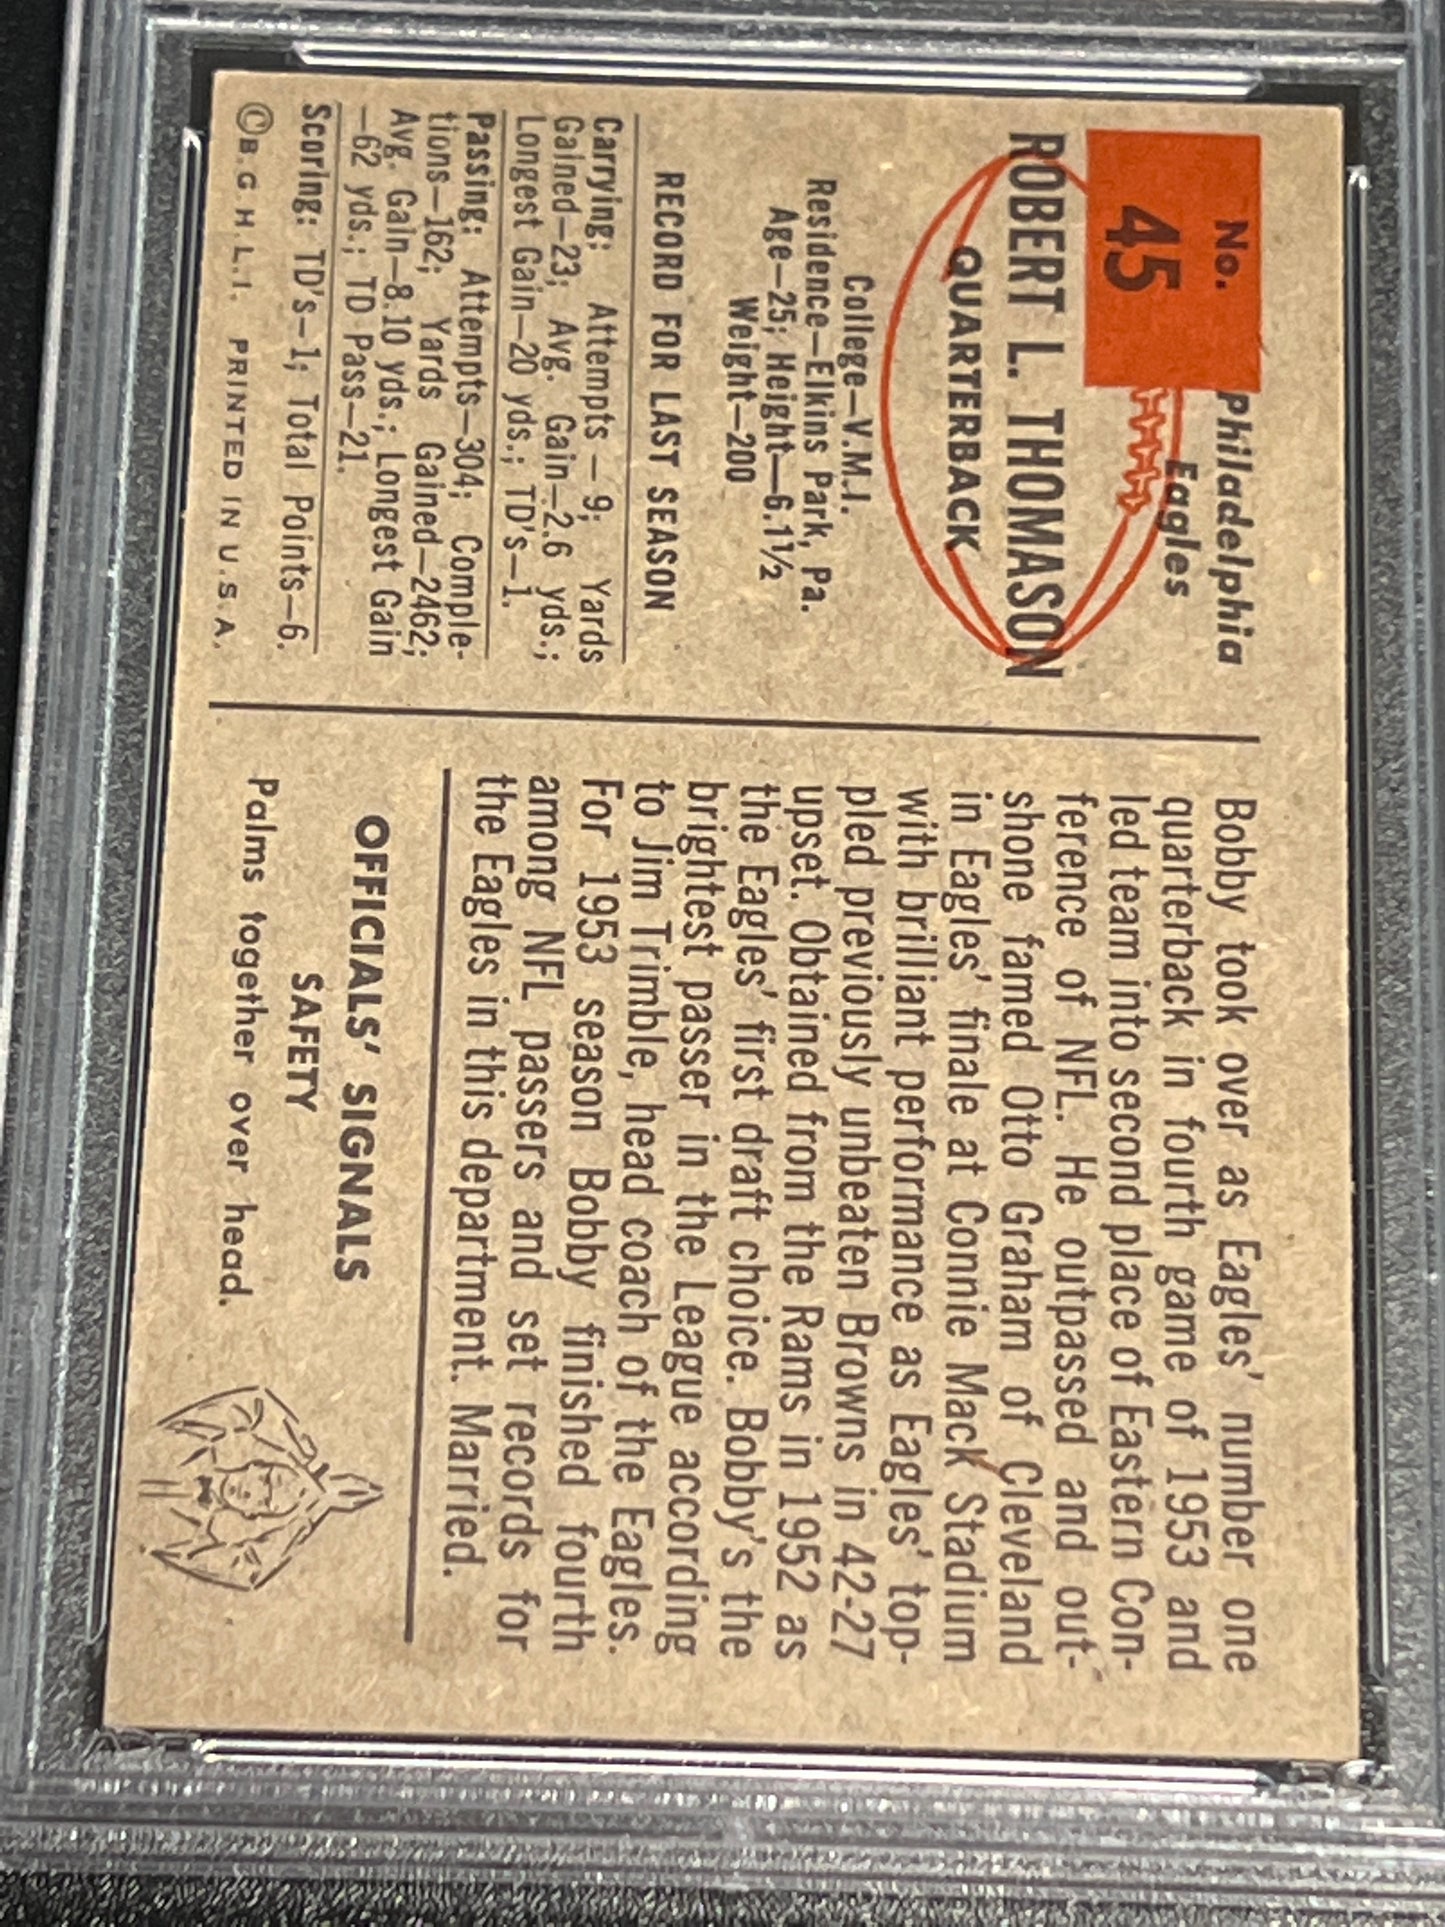 No.
45
Philadelphia
Eagles
ROBERT L. THOMASON
QUARTERBACK
College—V.M.I.
Residence—Elkins Park, Pa.
Age—25; Height—6.1½
Weight—200
RECORD FOR LAST SEASON
Carrying: Attempts — 9; Yards
Gained—23; Avg. Gain—2.6 yds.;
Longest Gain—20 yds.; TD's—1.
Passing: Attempts—304; Comple-
tions—162; Yards Gained—2462;
Avg. Gain—8.10 yds.; Longest Gain
—62 yds.; TD Pass—21.
Scoring: TD's—1; Total Points—6.
©B.G.H.L.I. PRINTED IN U.S.A.
Bobby took over as Eagles' number one
quarterback in fourth game of 1953 and
led team into second place of Eastern Con-
ference of NFL. He outpassed and out-
shone famed Otto Graham of Cleveland
in Eagles' finale at Connie Mack Stadium
with brilliant performance as Eagles' top-
pled previously unbeaten Browns in 42-27
upset. Obtained from the Rams in 1952 as
the Eagles' first draft choice. Bobby's the
brightest passer in the League according
to Jim Trimble, head coach of the Eagles.
For 1953 season Bobby finished fourth
among NFL passers and set records for
the Eagles in this department. Married.
OFFICIALS' SIGNALS
SAFETY
Palms together over head.